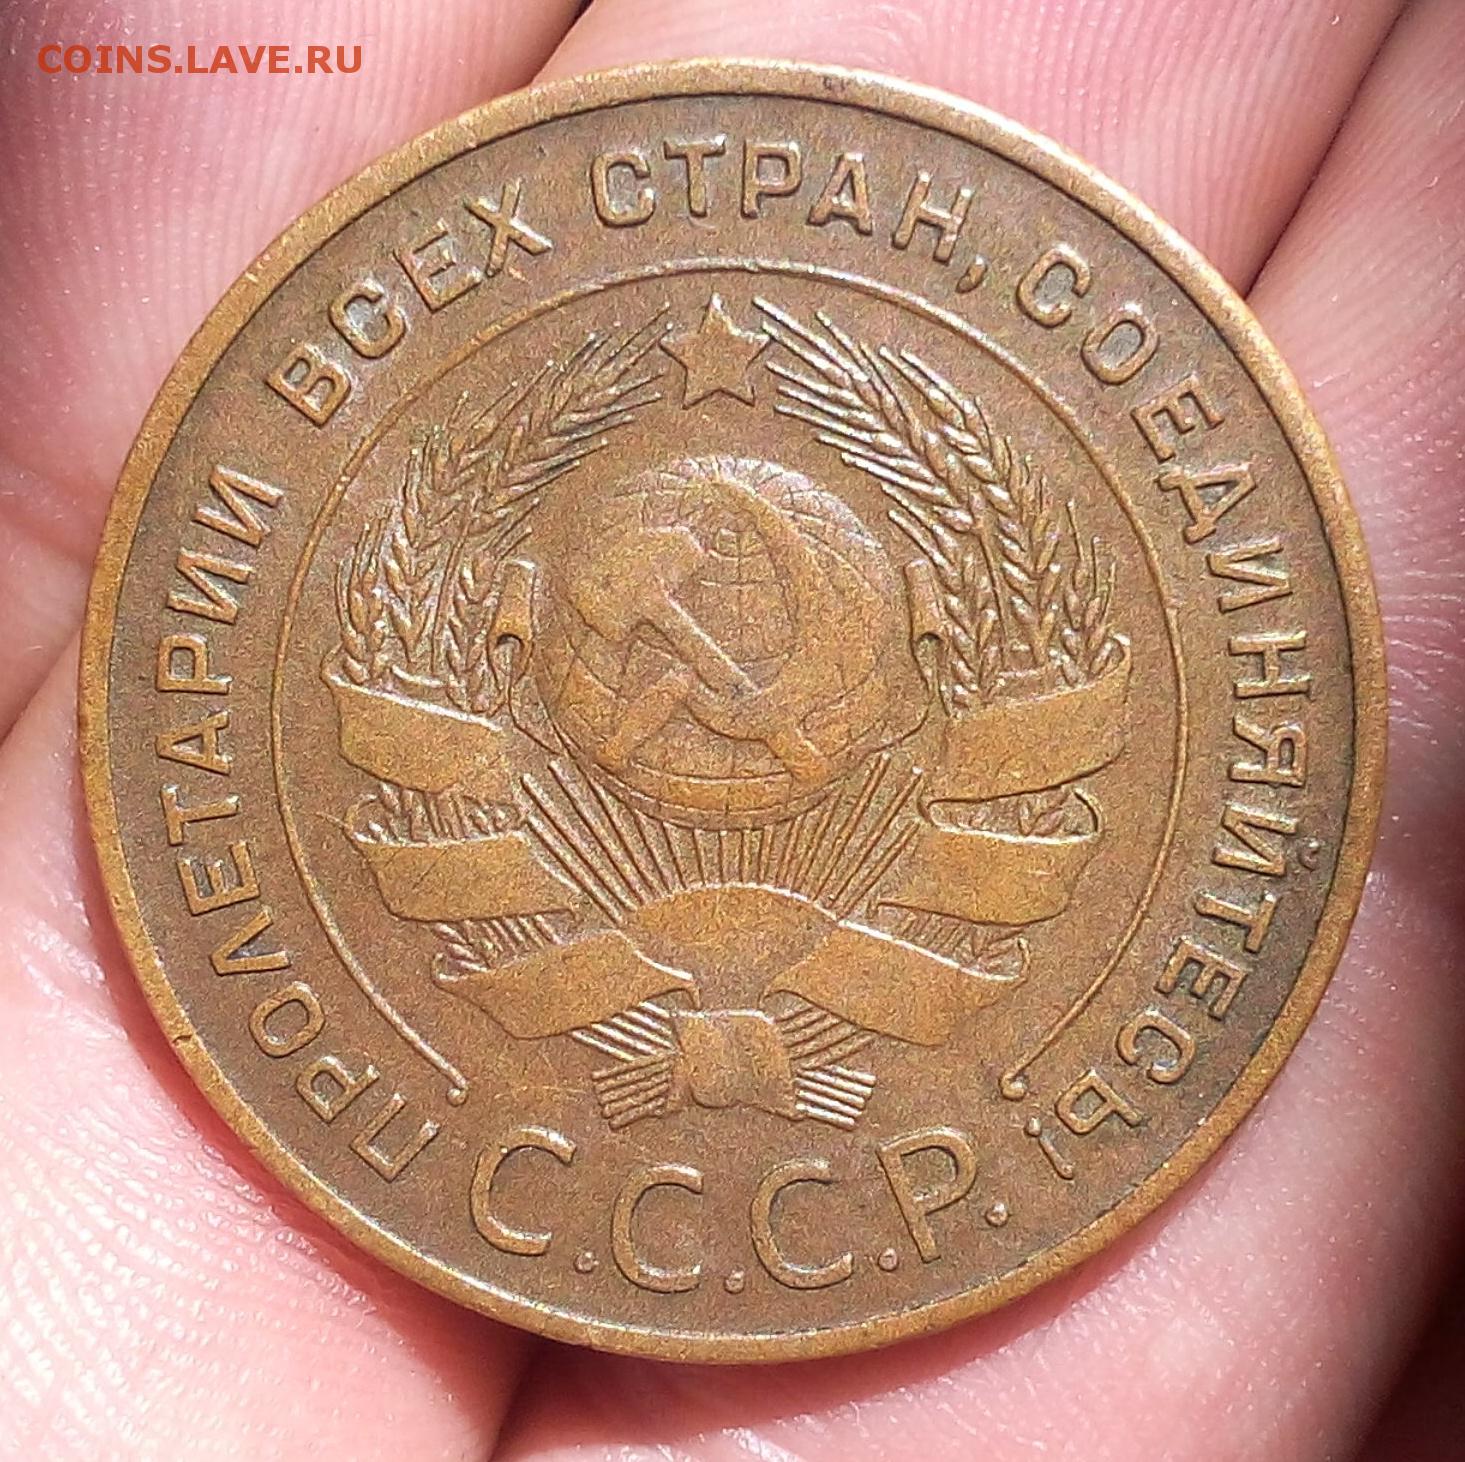 COINS.LAVE.RU
ПРОЛЕТАРИИ ВСЕХ СТРАН, СОЕДИНЯЙТЕСЬ!
С.С.С.Р.